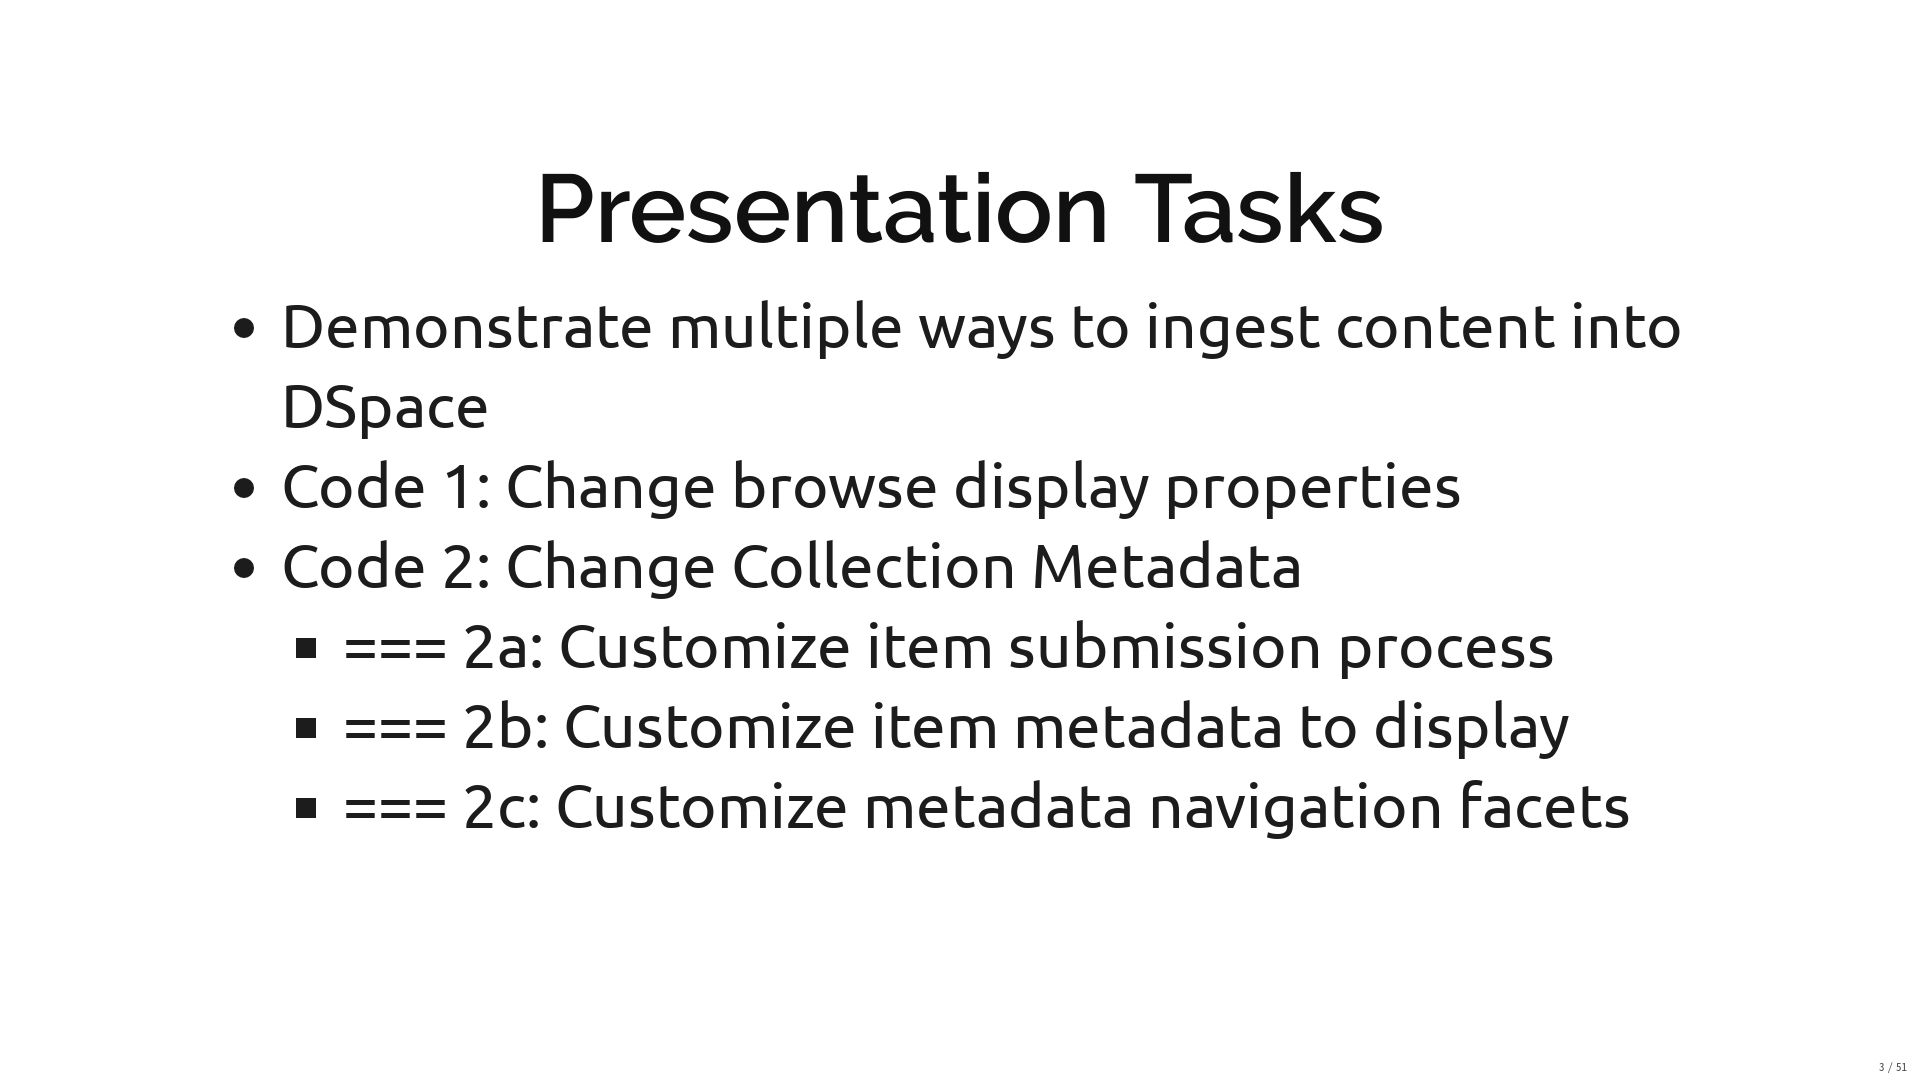 Presentation Tasks
• Demonstrate multiple ways to ingest content into
DSpace
• Code 1: Change browse display properties
• Code 2: Change Collection Metadata
▪ === 2a: Customize item submission process
▪ === 2b: Customize item metadata to display
▪ === 2c: Customize metadata navigation facets
3 / 51